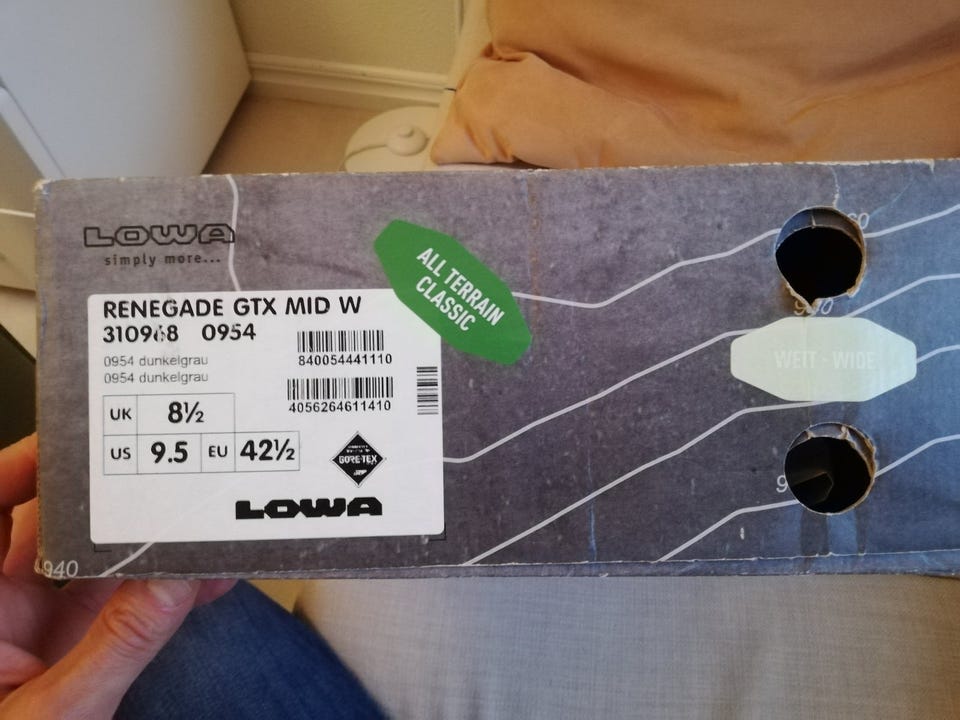 LOWA
simply more...
ALL TERRAIN
CLASSIC
RENEGADE GTX MID W
310968 0954
0954 dunkelgrau
0954 dunkelgrau
840054441110
4056264611410
UK 8½
US 9.5 EU 42½
GORE-TEX
LOWA
WEIT - WIDE
940